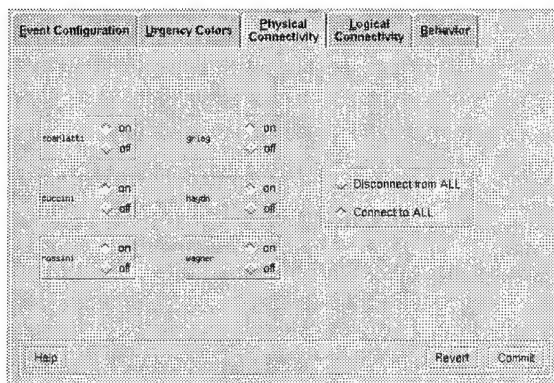 Event Configuration
Urgency Colors
Physical Connectivity
Logical Connectivity
Behavior
scarlatti
on
off
grieg
on
off
puccini
on
off
haydn
on
off
Disconnect from ALL
Connect to ALL
rossini
on
off
wagner
on
off
Help
Revert
Commit